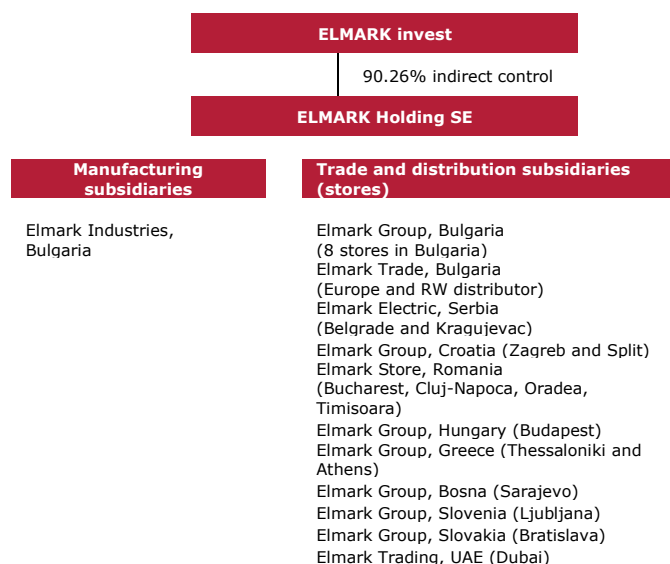 ELMARK invest
90.26% indirect control
ELMARK Holding SE
Manufacturing
subsidiaries
Elmark Industries,
Bulgaria
Trade and distribution subsidiaries
(stores)
Elmark Group, Bulgaria
(8 stores in Bulgaria)
Elmark Trade, Bulgaria
(Europe and RW distributor)
Elmark Electric, Serbia
(Belgrade and Kragujevac)
Elmark Group, Croatia (Zagreb and Split)
Elmark Store, Romania
(Bucharest, Cluj-Napoca, Oradea,
Timisoara)
Elmark Group, Hungary (Budapest)
Elmark Group, Greece (Thessaloniki and
Athens)
Elmark Group, Bosna (Sarajevo)
Elmark Group, Slovenia (Ljubljana)
Elmark Group, Slovakia (Bratislava)
Elmark Trading, UAE (Dubai)